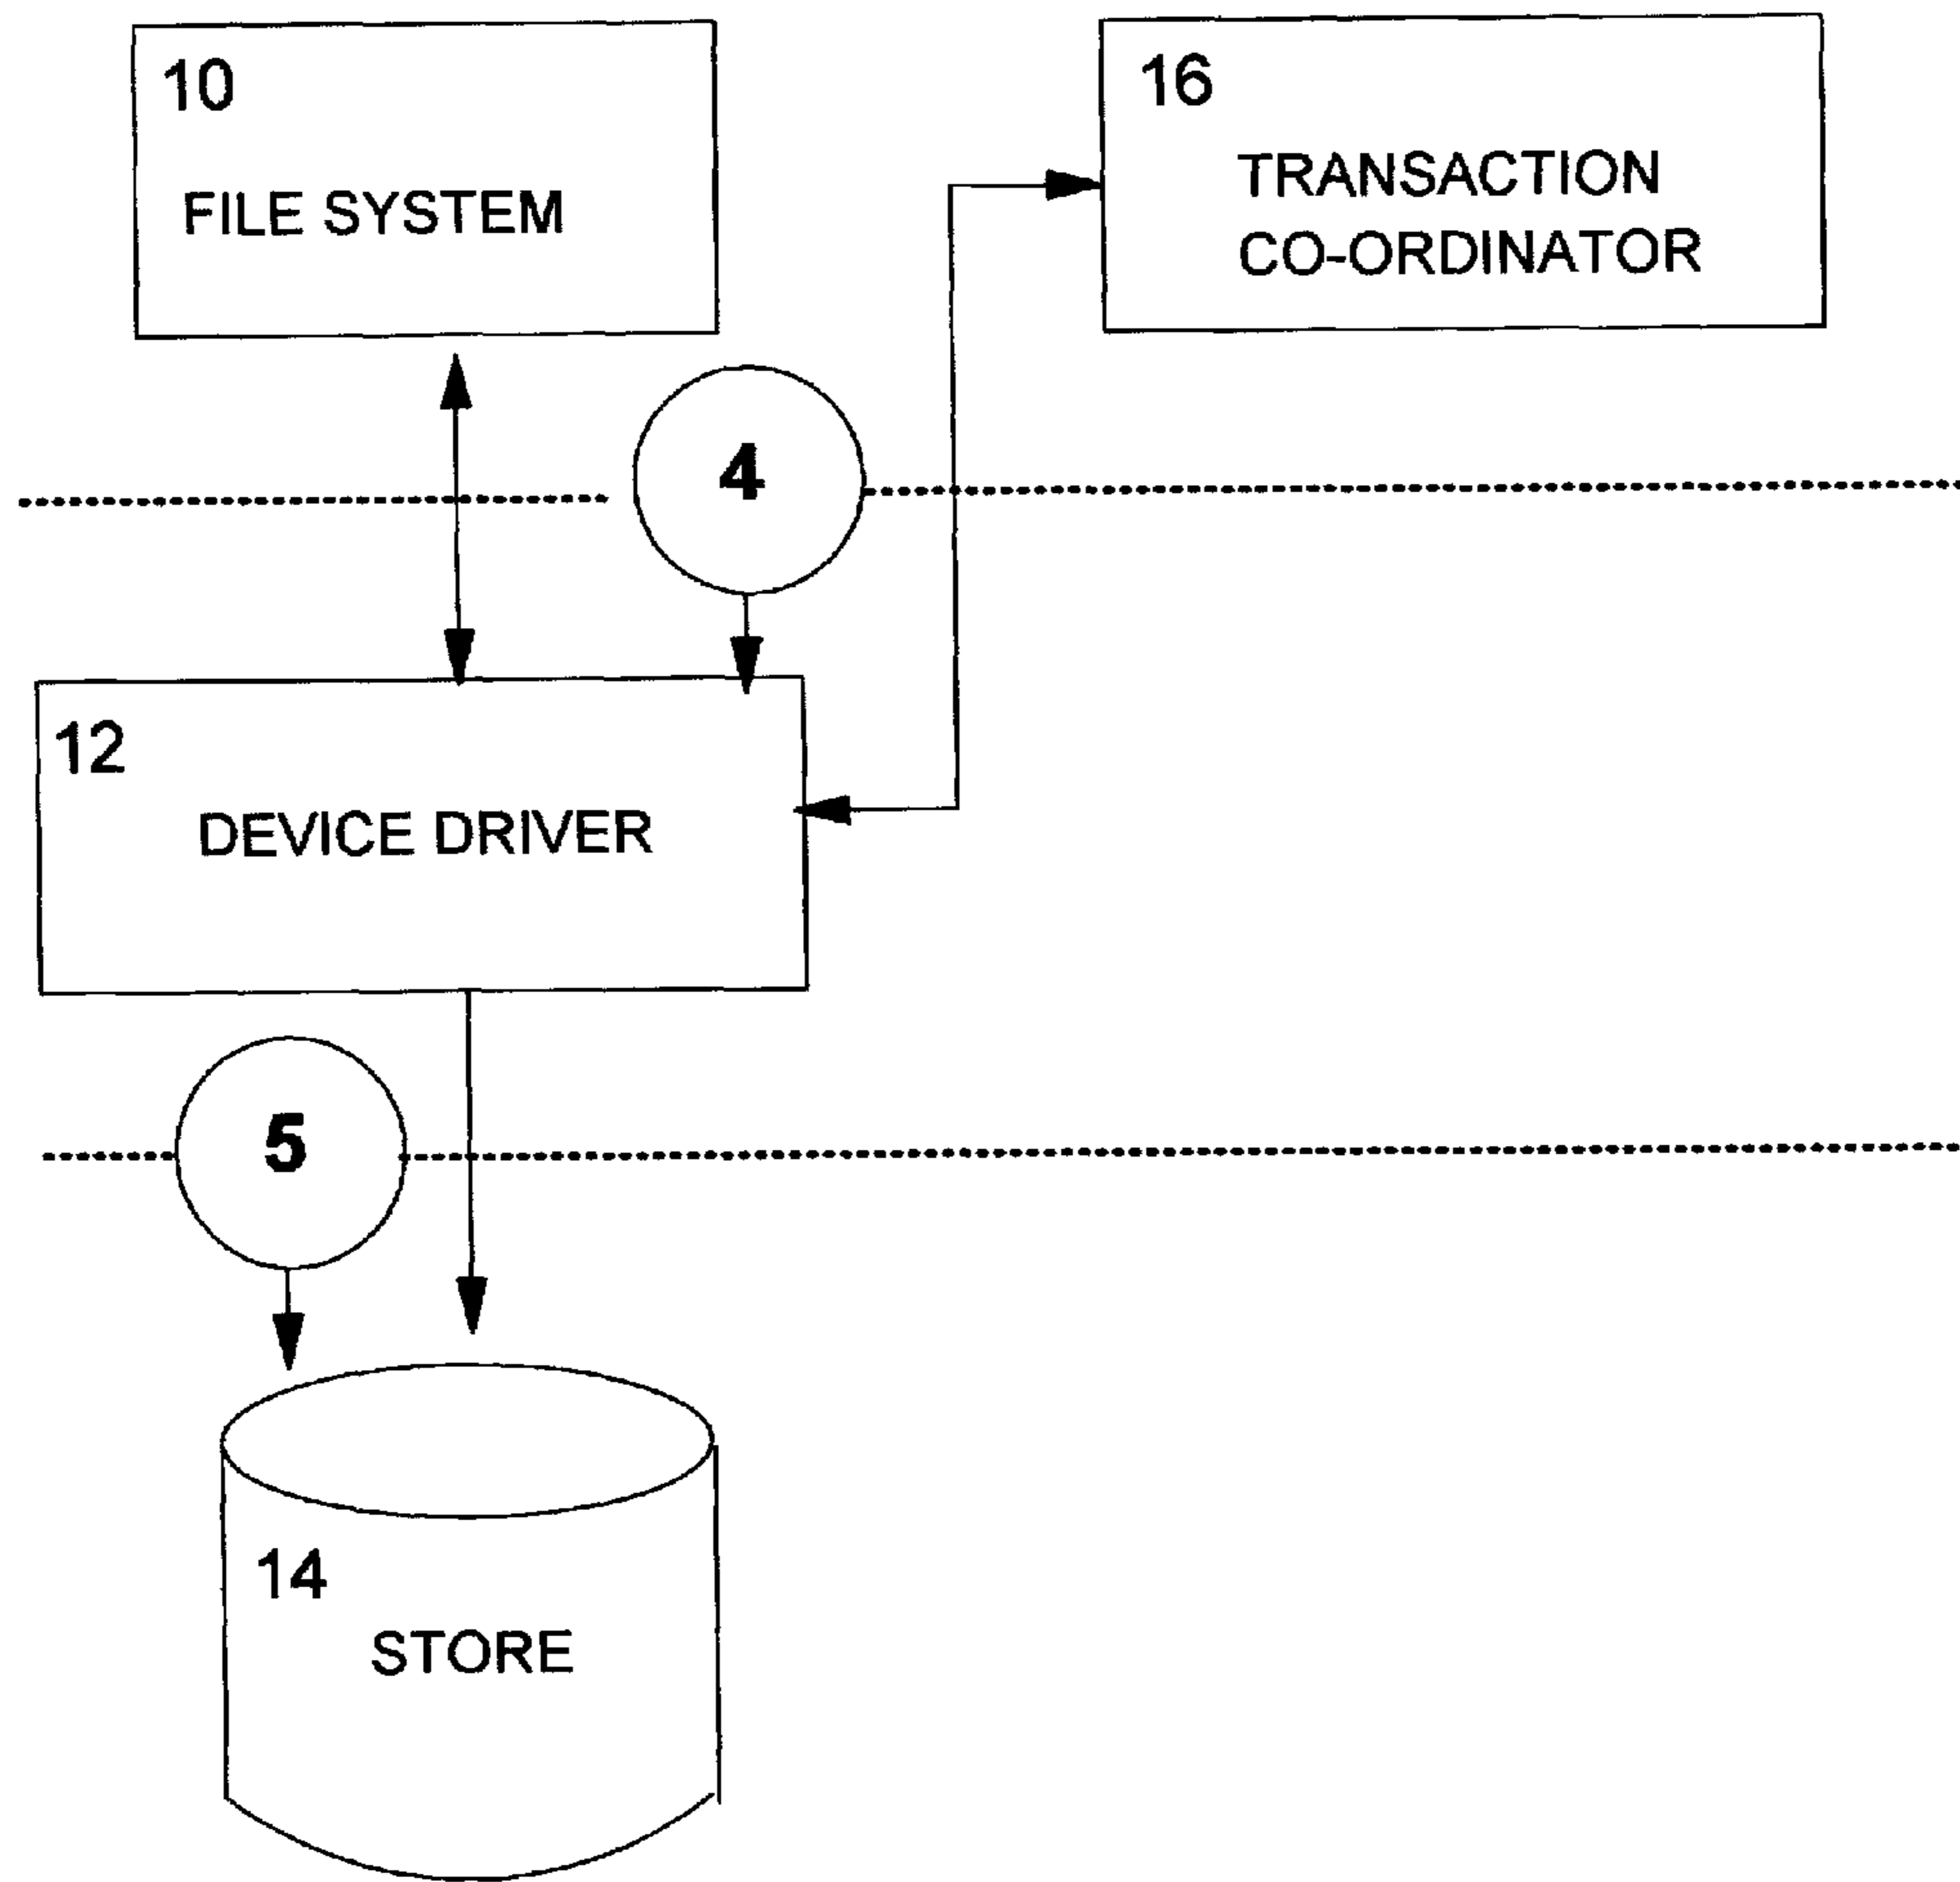 10
FILE SYSTEM
16
TRANSACTION
CO-ORDINATOR
4
12
DEVICE DRIVER
5
14
STORE